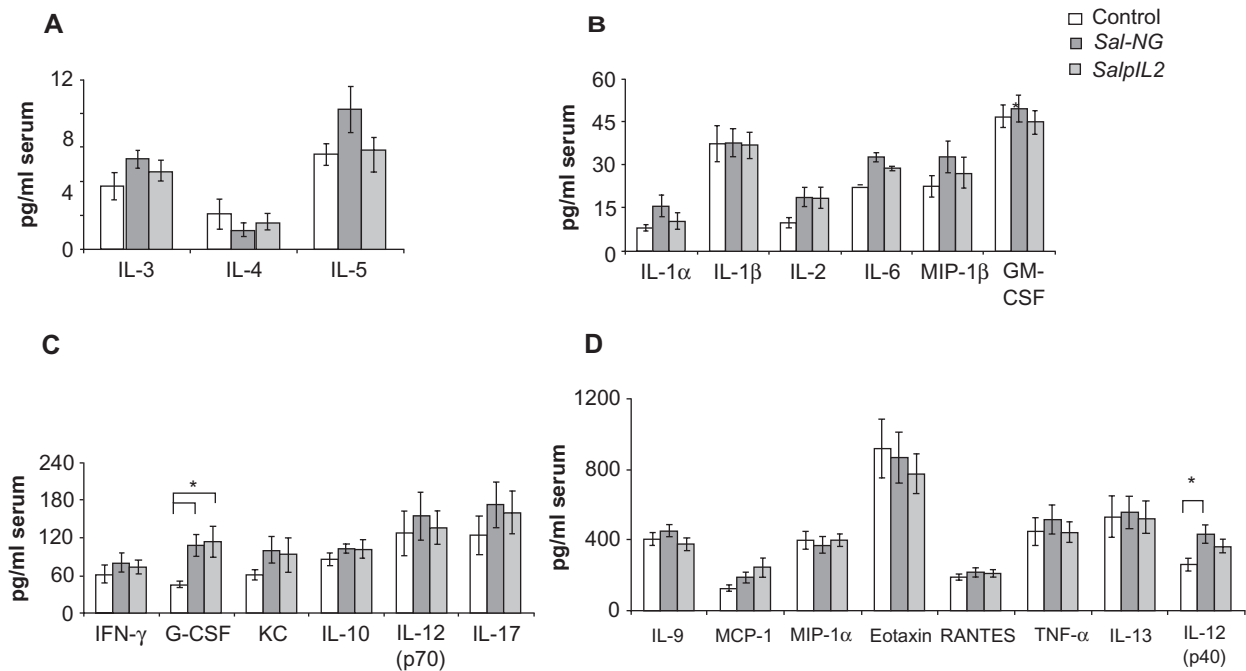 A
pg/ml serum
12
8
4
0
IL-3 IL-4 IL-5
B
Control
Sal-NG
SalpIL2
pg/ml serum
60
45
30
15
0
*
IL-1α IL-1β IL-2 IL-6 MIP-1β GM-
CSF
C
pg/ml serum
240
180
120
60
0
*
IFN-γ G-CSF KC IL-10 IL-12 IL-17
(p70)
D
pg/ml serum
1200
800
400
0
*
IL-9 MCP-1 MIP-1α Eotaxin RANTES TNF-α IL-13 IL-12
(p40)